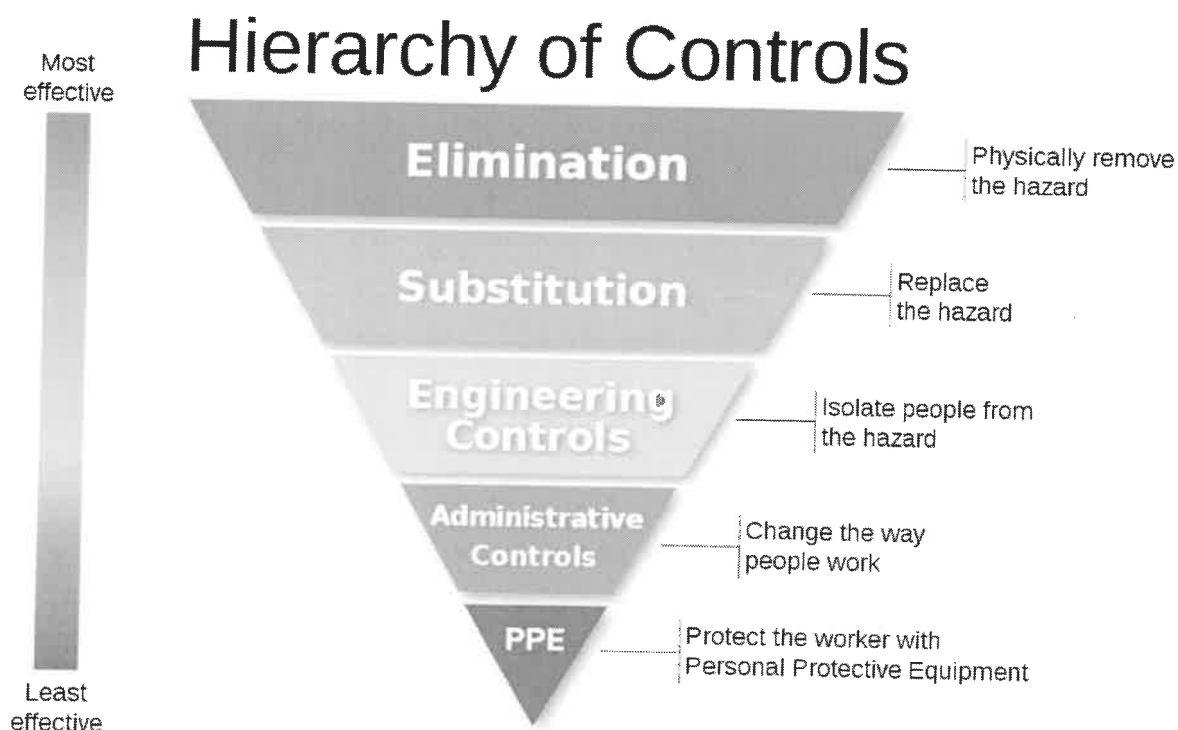 Hierarchy of Controls
Most
effective
Elimination
Physically remove
the hazard
Substitution
Replace
the hazard
Engineering
Controls
Isolate people from
the hazard
Administrative
Controls
Change the way
people work
PPE
Protect the worker with
Personal Protective Equipment
Least
effective